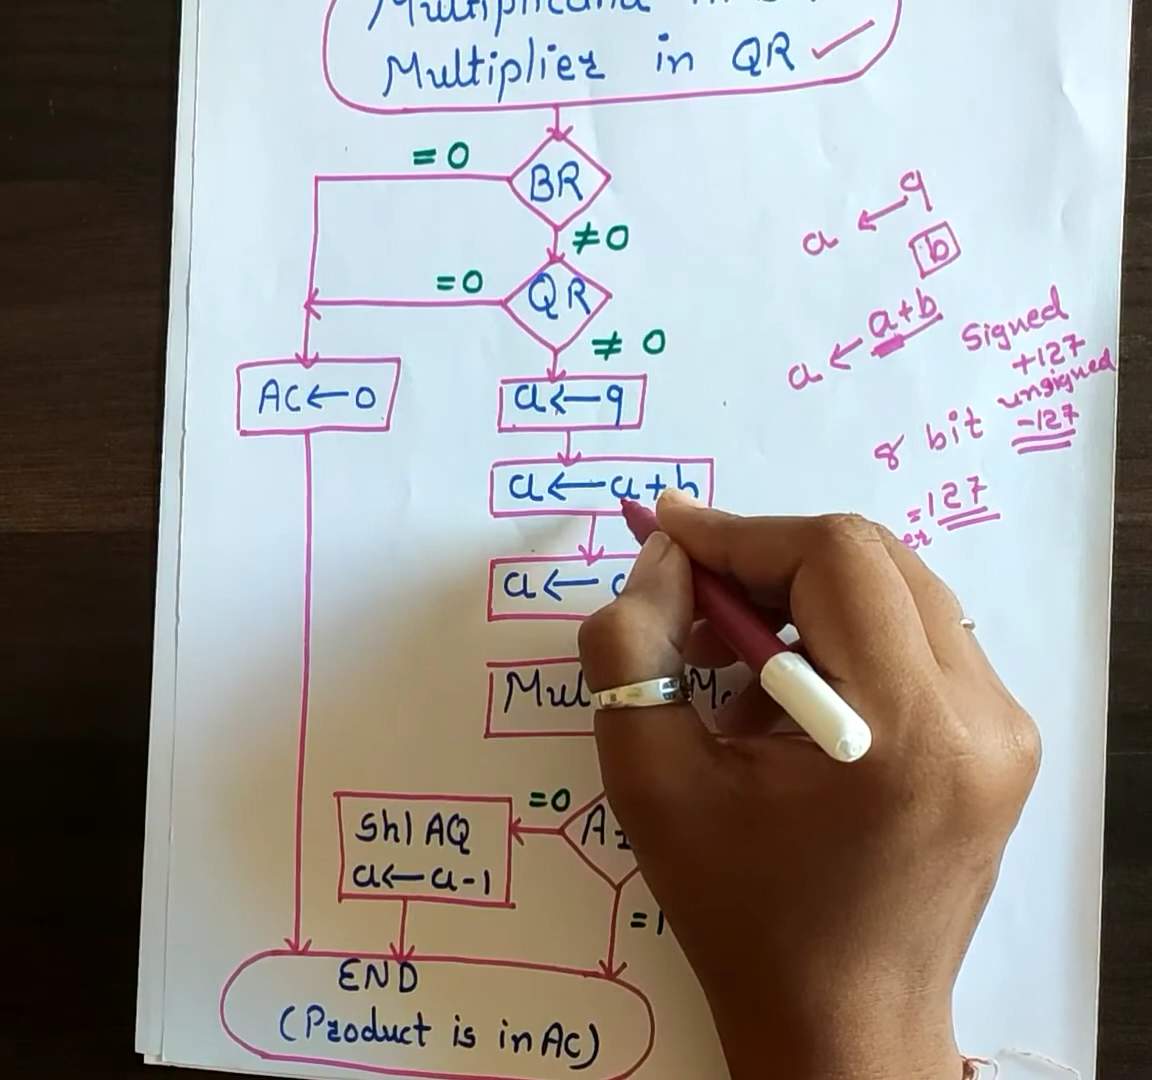 Multiplier in QR ✓
=0
BR
≠0
=0
QR
≠ 0
AC←0
a←q
a←a+b
a←
Shl AQ
a←a-1
=0
=1
END
(Product is in AC)
a ← q
b
a ← a+b
Signed
+127
unsigned
-127
8 bit
=127